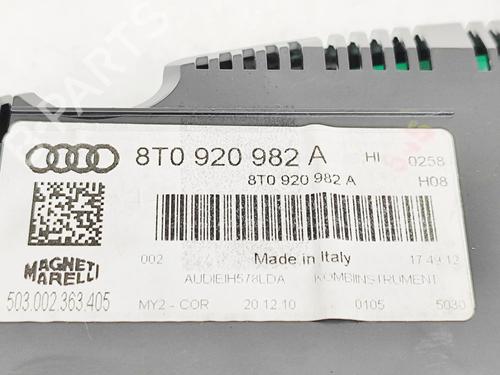 8T0 920 982 A HI 0258
8T0 920 982 A H08
002 Made in Italy 17:49:12
MAGNETI
MARELLI
AUDIEIH578LDA KOMBIINSTRUMENT
503.002.363.405 MY2-COR 20.12.10 0105 5030